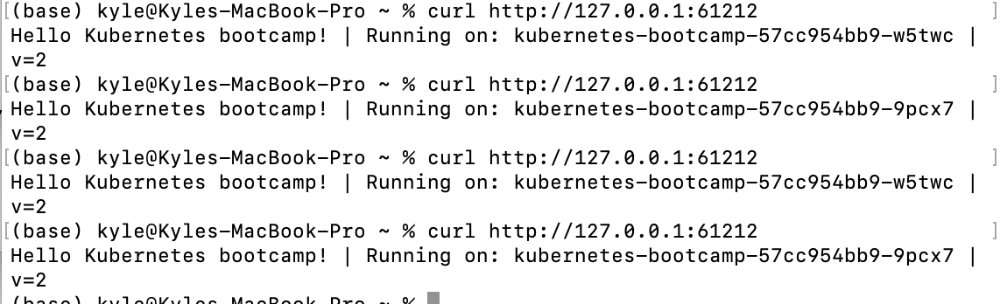 [(base) kyle@Kyles-MacBook-Pro ~ % curl http://127.0.0.1:61212 ]
Hello Kubernetes bootcamp! | Running on: kubernetes-bootcamp-57cc954bb9-w5twc |
v=2
[(base) kyle@Kyles-MacBook-Pro ~ % curl http://127.0.0.1:61212 ]
Hello Kubernetes bootcamp! | Running on: kubernetes-bootcamp-57cc954bb9-9pcx7 |
v=2
[(base) kyle@Kyles-MacBook-Pro ~ % curl http://127.0.0.1:61212 ]
Hello Kubernetes bootcamp! | Running on: kubernetes-bootcamp-57cc954bb9-w5twc |
v=2
[(base) kyle@Kyles-MacBook-Pro ~ % curl http://127.0.0.1:61212 ]
Hello Kubernetes bootcamp! | Running on: kubernetes-bootcamp-57cc954bb9-9pcx7 |
v=2
(base) kyle@Kyles-MacBook-Pro ~ %